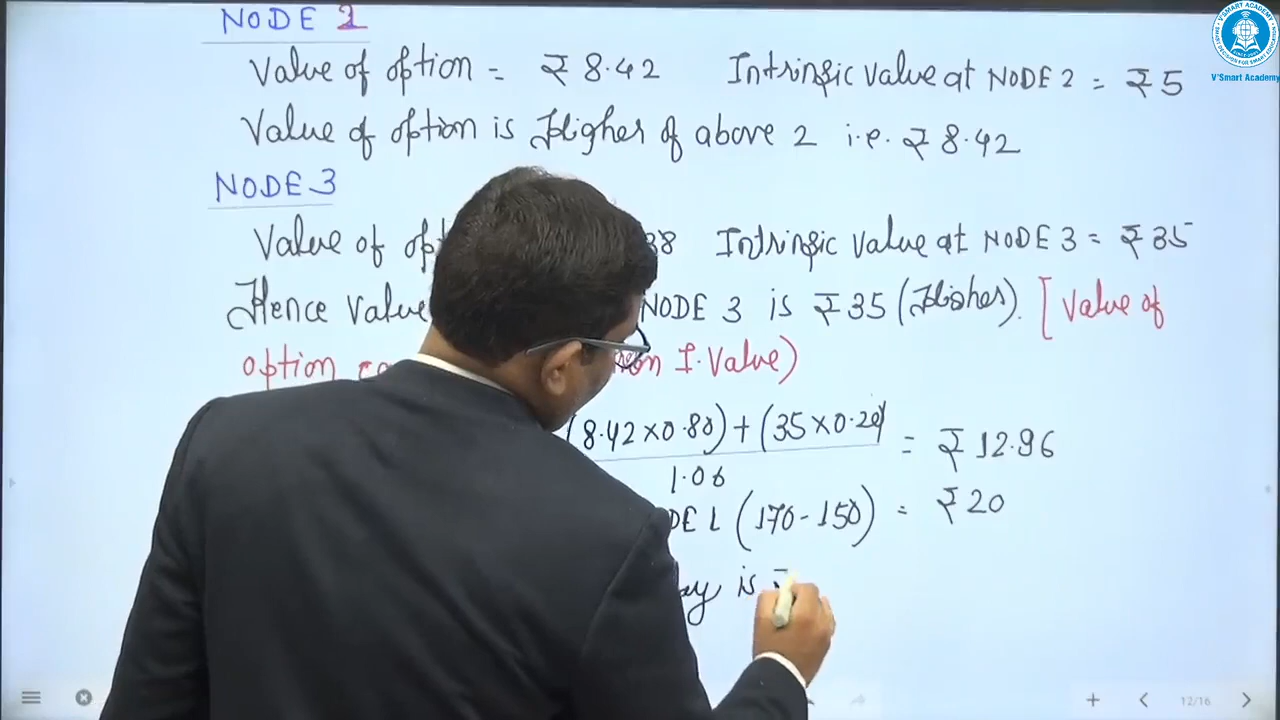 NODE 2
V'SMART ACADEMY
V'Smart Academy
Value of option = ₹ 8.42 Intrinsic Value at NODE 2 = ₹ 5
Value of option is Higher of above 2 i.e. ₹ 8.42
NODE 3
Value of 38 Intrinsic Value at NODE 3 = ₹ 35
Hence Value NODE 3 is ₹ 35 (Higher). [Value of
option I. Value)
(8.42 × 0.80) + (35 × 0.20) = ₹ 12.96
1.06
DE 1 (170 - 150) = ₹ 20
is ₹
12/16